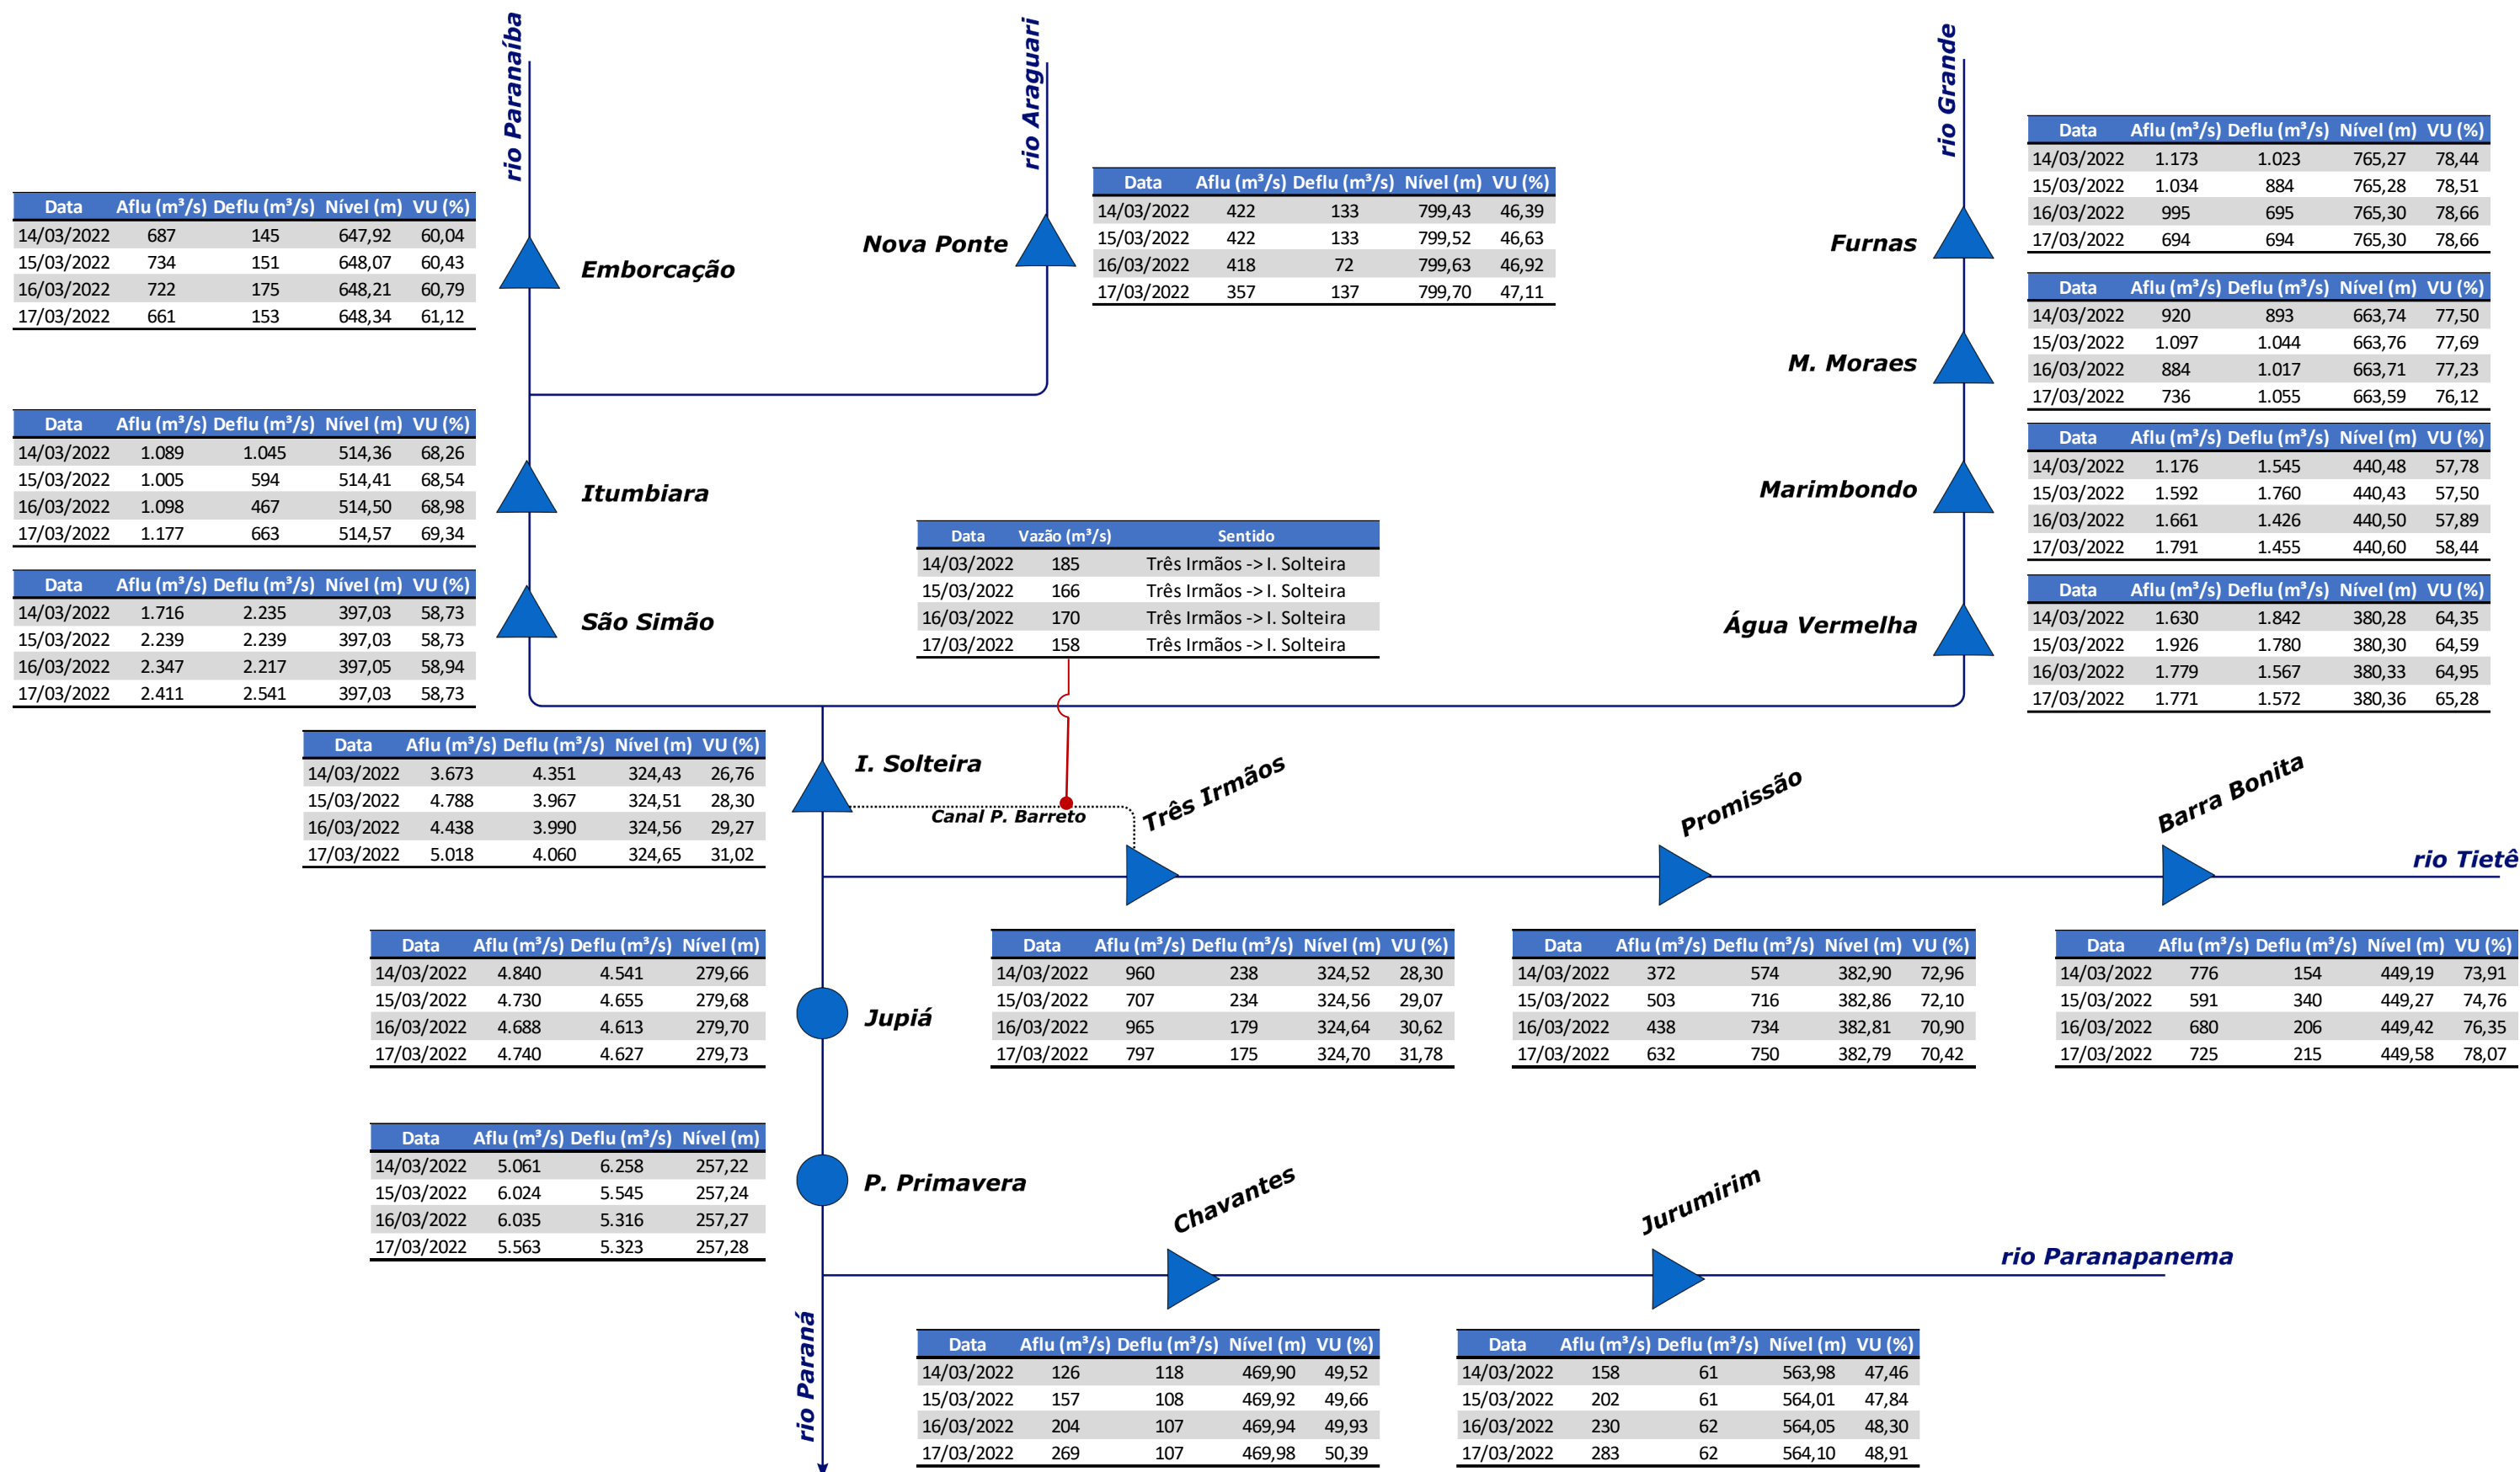 rio Paranaíba
rio Araguari
rio Grande
Data Aflu (m³/s) Deflu (m³/s) Nível (m) VU (%)
14/03/2022 687 145 647,92 60,04
15/03/2022 734 151 648,07 60,43
16/03/2022 722 175 648,21 60,79
17/03/2022 661 153 648,34 61,12
Emborcação
Nova Ponte
Data Aflu (m³/s) Deflu (m³/s) Nível (m) VU (%)
14/03/2022 422 133 799,43 46,39
15/03/2022 422 133 799,52 46,63
16/03/2022 418 72 799,63 46,92
17/03/2022 357 137 799,70 47,11
Furnas
Data Aflu (m³/s) Deflu (m³/s) Nível (m) VU (%)
14/03/2022 1.173 1.023 765,27 78,44
15/03/2022 1.034 884 765,28 78,51
16/03/2022 995 695 765,30 78,66
17/03/2022 694 694 765,30 78,66
M. Moraes
Data Aflu (m³/s) Deflu (m³/s) Nível (m) VU (%)
14/03/2022 920 893 663,74 77,50
15/03/2022 1.097 1.044 663,76 77,69
16/03/2022 884 1.017 663,71 77,23
17/03/2022 736 1.055 663,59 76,12
Data Aflu (m³/s) Deflu (m³/s) Nível (m) VU (%)
14/03/2022 1.089 1.045 514,36 68,26
15/03/2022 1.005 594 514,41 68,54
16/03/2022 1.098 467 514,50 68,98
17/03/2022 1.177 663 514,57 69,34
Itumbiara
Marimbondo
Data Aflu (m³/s) Deflu (m³/s) Nível (m) VU (%)
14/03/2022 1.176 1.545 440,48 57,78
15/03/2022 1.592 1.760 440,43 57,50
16/03/2022 1.661 1.426 440,50 57,89
17/03/2022 1.791 1.455 440,60 58,44
Data Aflu (m³/s) Deflu (m³/s) Nível (m) VU (%)
14/03/2022 1.716 2.235 397,03 58,73
15/03/2022 2.239 2.239 397,03 58,73
16/03/2022 2.347 2.217 397,05 58,94
17/03/2022 2.411 2.541 397,03 58,73
São Simão
Data Vazão (m³/s) Sentido
14/03/2022 185 Três Irmãos -> I. Solteira
15/03/2022 166 Três Irmãos -> I. Solteira
16/03/2022 170 Três Irmãos -> I. Solteira
17/03/2022 158 Três Irmãos -> I. Solteira
Água Vermelha
Data Aflu (m³/s) Deflu (m³/s) Nível (m) VU (%)
14/03/2022 1.630 1.842 380,28 64,35
15/03/2022 1.926 1.780 380,30 64,59
16/03/2022 1.779 1.567 380,33 64,95
17/03/2022 1.771 1.572 380,36 65,28
Data Aflu (m³/s) Deflu (m³/s) Nível (m) VU (%)
14/03/2022 3.673 4.351 324,43 26,76
15/03/2022 4.788 3.967 324,51 28,30
16/03/2022 4.438 3.990 324,56 29,27
17/03/2022 5.018 4.060 324,65 31,02
I. Solteira
Canal P. Barreto
Três Irmãos
Promissão
Barra Bonita
rio Tietê
Data Aflu (m³/s) Deflu (m³/s) Nível (m)
14/03/2022 4.840 4.541 279,66
15/03/2022 4.730 4.655 279,68
16/03/2022 4.688 4.613 279,70
17/03/2022 4.740 4.627 279,73
Jupiá
Data Aflu (m³/s) Deflu (m³/s) Nível (m) VU (%)
14/03/2022 960 238 324,52 28,30
15/03/2022 707 234 324,56 29,07
16/03/2022 965 179 324,64 30,62
17/03/2022 797 175 324,70 31,78
Data Aflu (m³/s) Deflu (m³/s) Nível (m) VU (%)
14/03/2022 372 574 382,90 72,96
15/03/2022 503 716 382,86 72,10
16/03/2022 438 734 382,81 70,90
17/03/2022 632 750 382,79 70,42
Data Aflu (m³/s) Deflu (m³/s) Nível (m) VU (%)
14/03/2022 776 154 449,19 73,91
15/03/2022 591 340 449,27 74,76
16/03/2022 680 206 449,42 76,35
17/03/2022 725 215 449,58 78,07
Data Aflu (m³/s) Deflu (m³/s) Nível (m)
14/03/2022 5.061 6.258 257,22
15/03/2022 6.024 5.545 257,24
16/03/2022 6.035 5.316 257,27
17/03/2022 5.563 5.323 257,28
P. Primavera
Chavantes
Jurumirim
rio Paranapanema
rio Paraná
Data Aflu (m³/s) Deflu (m³/s) Nível (m) VU (%)
14/03/2022 126 118 469,90 49,52
15/03/2022 157 108 469,92 49,66
16/03/2022 204 107 469,94 49,93
17/03/2022 269 107 469,98 50,39
Data Aflu (m³/s) Deflu (m³/s) Nível (m) VU (%)
14/03/2022 158 61 563,98 47,46
15/03/2022 202 61 564,01 47,84
16/03/2022 230 62 564,05 48,30
17/03/2022 283 62 564,10 48,91